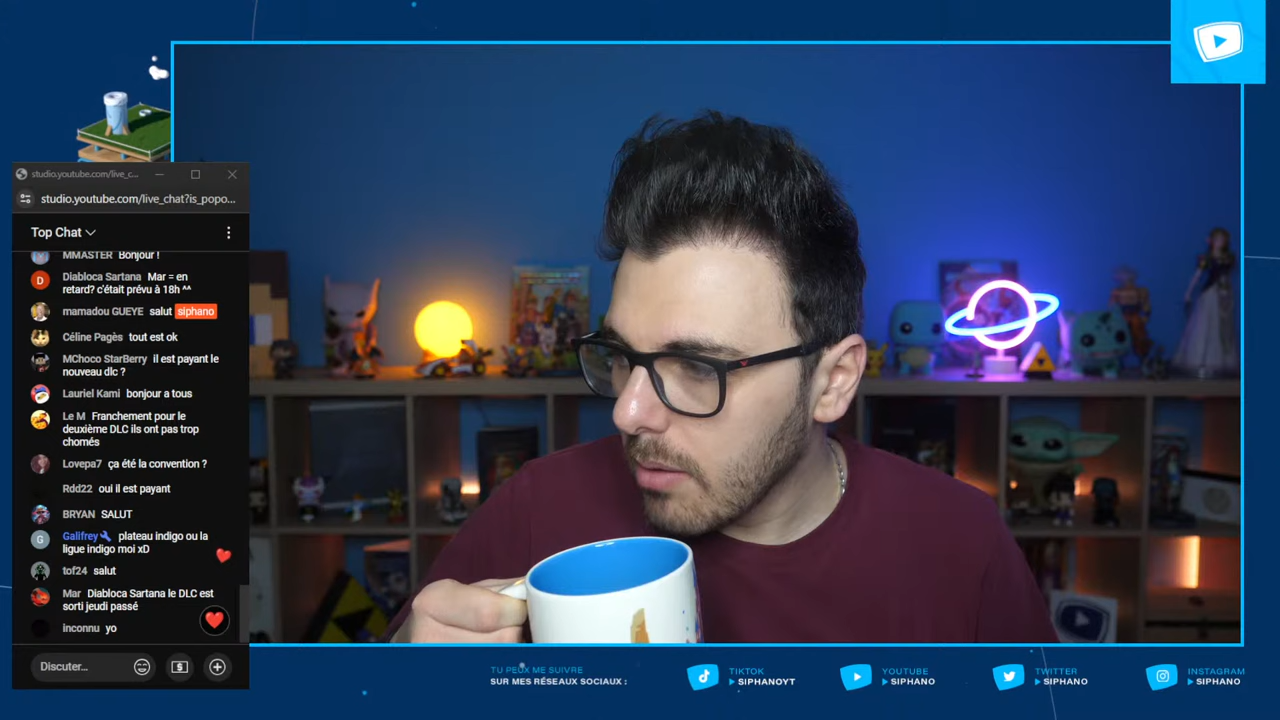 studio.youtube.com/live_c...
studio.youtube.com/live_chat?is_popo...
Top Chat
MMASTER Bonjour !
Diabloca Sartana Mar = en
retard? c'était prévu à 18h ^^
mamadou GUEYE salut siphano
Céline Pagès tout est ok
MChoco StarBerry il est payant le
nouveau dlc ?
Lauriel Kami bonjour a tous
Le M Franchement pour le
deuxième DLC ils ont pas trop
chomés
Lovepa7 ça été la convention ?
Rdd22 oui il est payant
BRYAN SALUT
G
Galifrey plateau indigo ou la
ligue indigo moi xD
tof24 salut
Mar Diabloca Sartana le DLC est
sorti jeudi passé
inconnu yo
Discuter...
TU PEUX ME SUIVRE
SUR MES RÉSEAUX SOCIAUX :
TIKTOK
SIPHANOYT
YOUTUBE
SIPHANO
TWITTER
SIPHANO
INSTAGRAM
SIPHANO